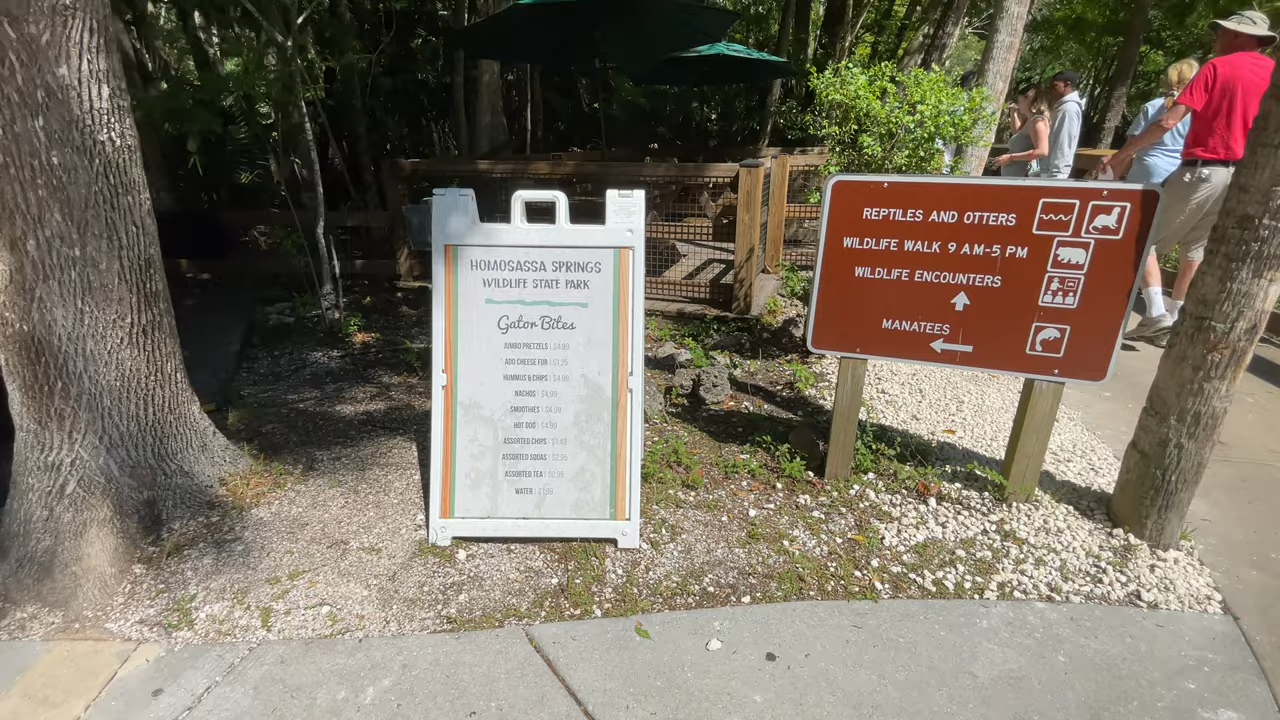 HOMOSASSA SPRINGS
WILDLIFE STATE PARK
Gator Bites
JUMBO PRETZELS | $4.99
ADD CHEESE FOR | $1.25
HUMMUS & CHIPS | $4.99
NACHOS | $4.99
SMOOTHIES | $4.99
HOT DOG | $4.99
ASSORTED CHIPS | $1.49
ASSORTED SODAS | $2.95
ASSORTED TEA | $2.95
WATER | $1.99
REPTILES AND OTTERS
WILDLIFE WALK 9 AM-5 PM
WILDLIFE ENCOUNTERS
MANATEES